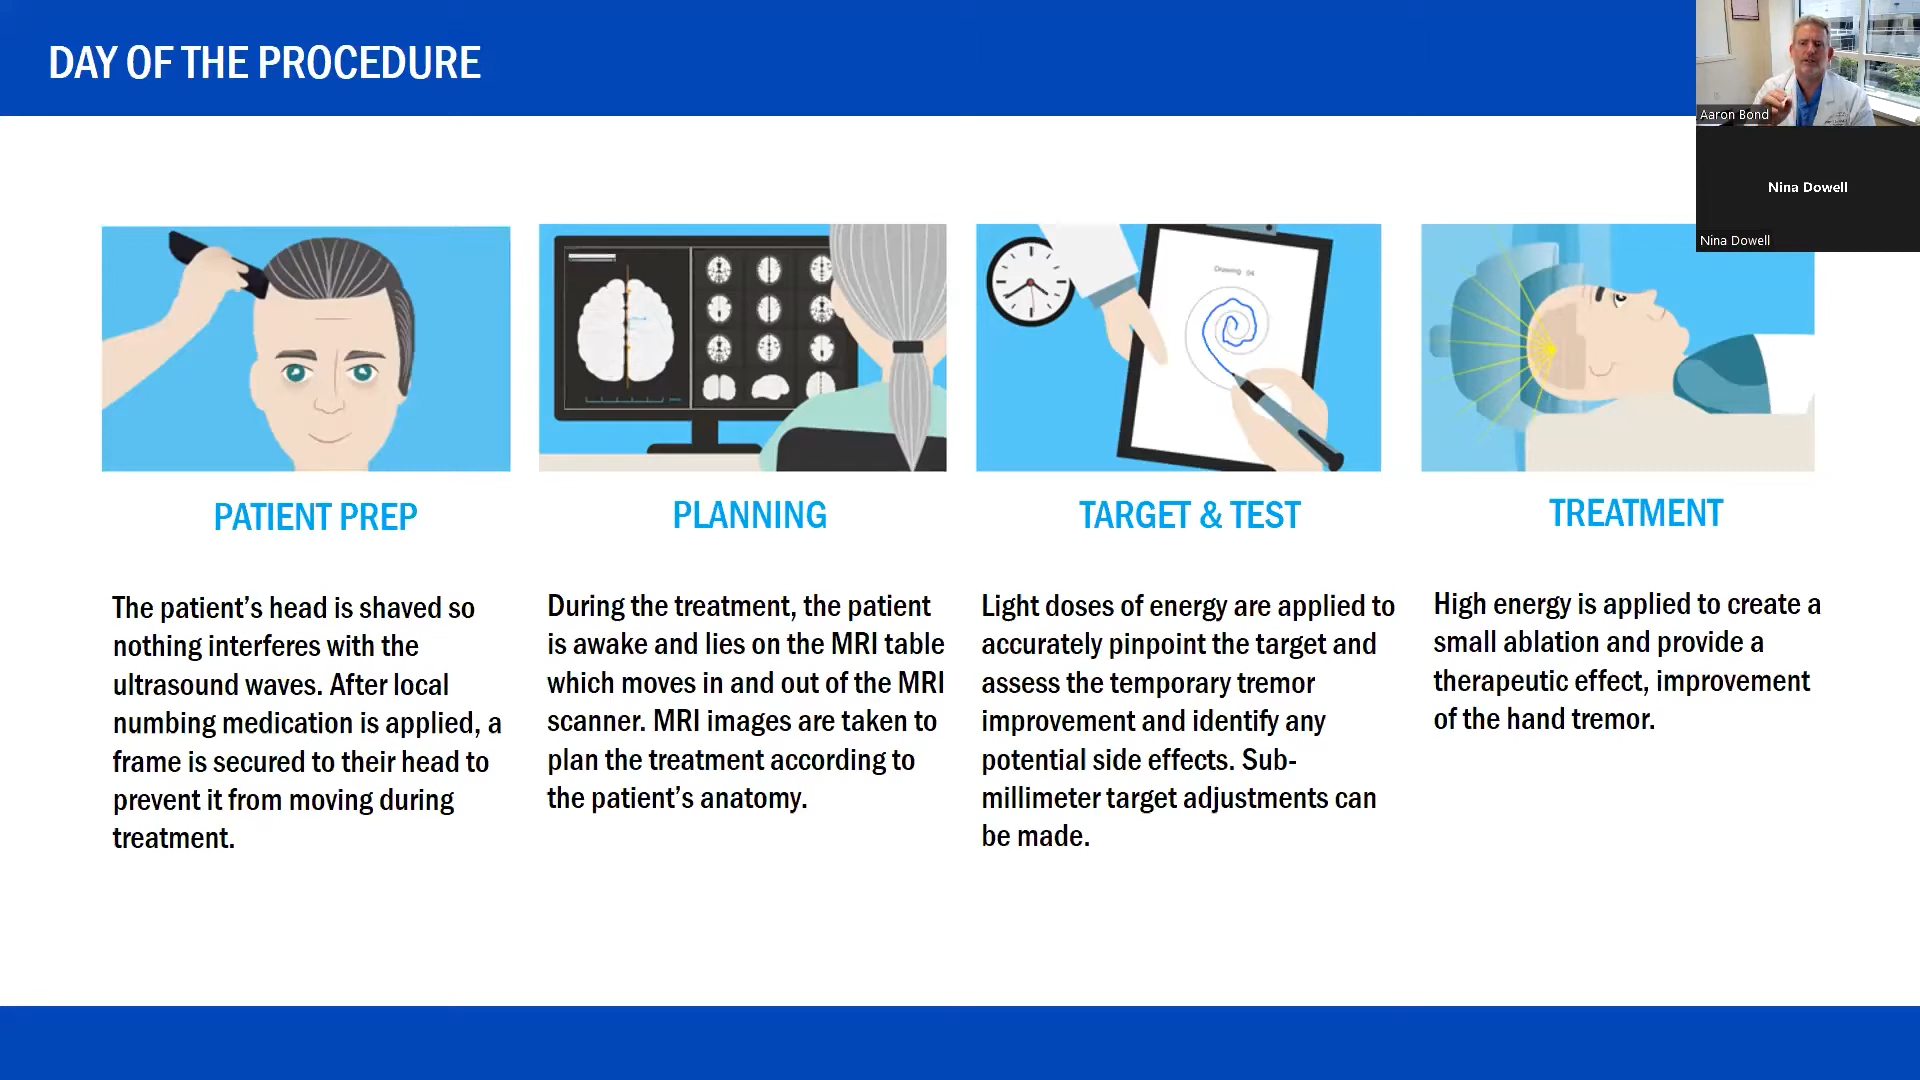 DAY OF THE PROCEDURE
Aaron Bond
Nina Dowell
Nina Dowell
Drawing 04
PATIENT PREP
The patient’s head is shaved so
nothing interferes with the
ultrasound waves. After local
numbing medication is applied, a
frame is secured to their head to
prevent it from moving during
treatment.
PLANNING
During the treatment, the patient
is awake and lies on the MRI table
which moves in and out of the MRI
scanner. MRI images are taken to
plan the treatment according to
the patient’s anatomy.
TARGET & TEST
Light doses of energy are applied to
accurately pinpoint the target and
assess the temporary tremor
improvement and identify any
potential side effects. Sub-
millimeter target adjustments can
be made.
TREATMENT
High energy is applied to create a
small ablation and provide a
therapeutic effect, improvement
of the hand tremor.